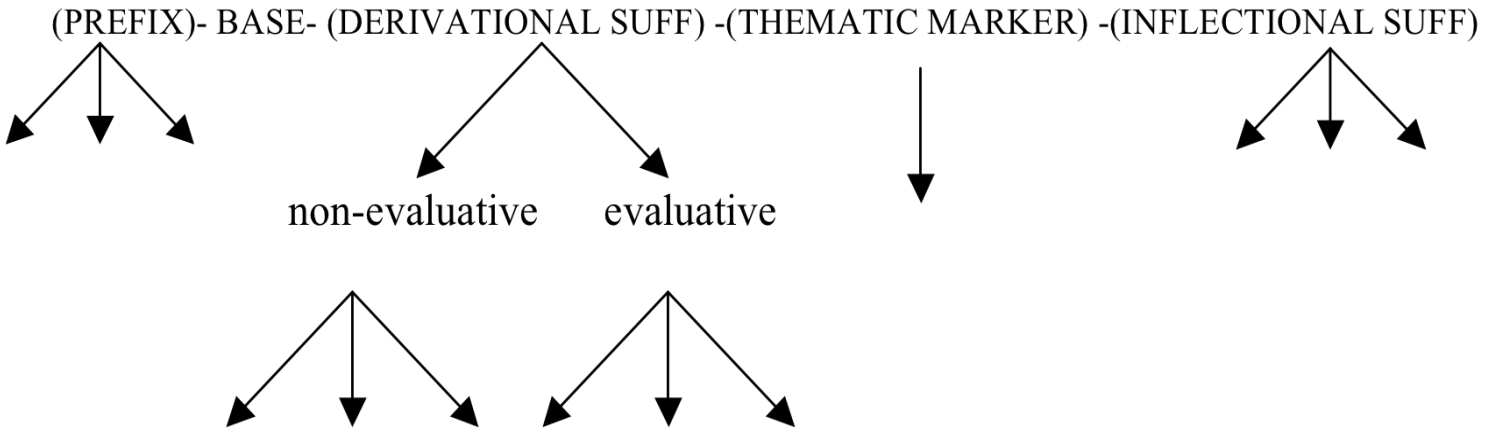 (PREFIX)- BASE- (DERIVATIONAL SUFF) -(THEMATIC MARKER) -(INFLECTIONAL SUFF)
non-evaluative evaluative